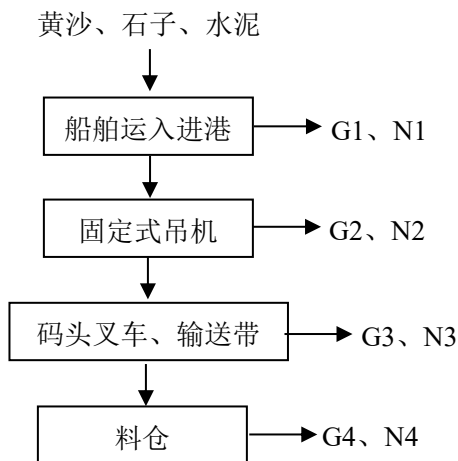 黄沙、石子、水泥
船舶运入进港
G1、N1
固定式吊机
G2、N2
码头叉车、输送带
G3、N3
料仓
G4、N4